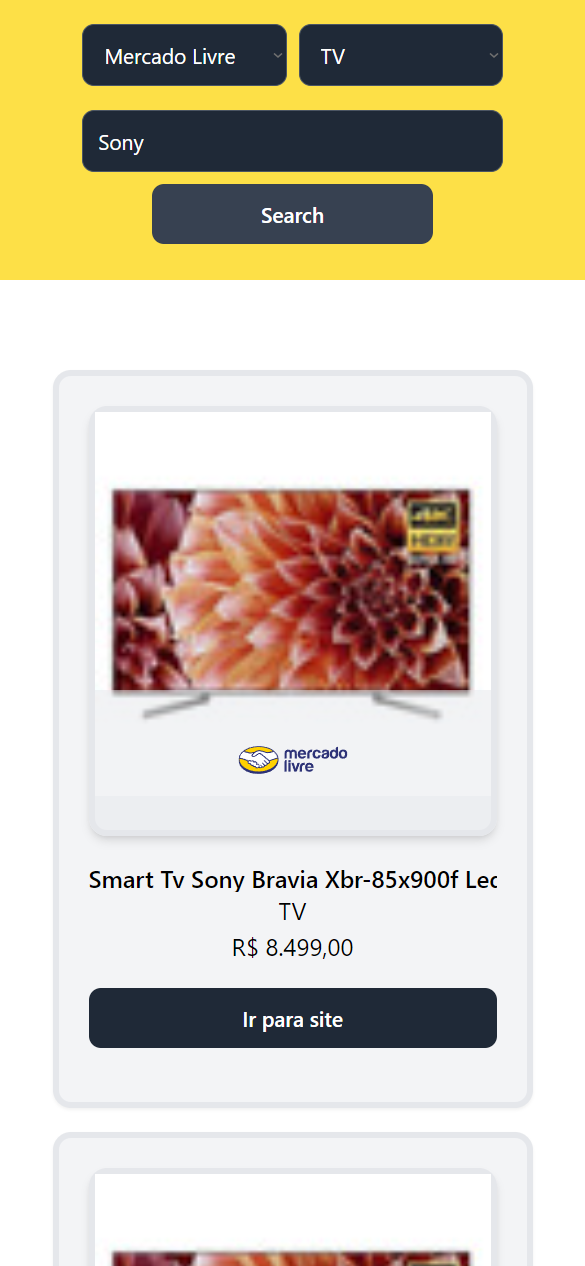 Mercado Livre
TV
Sony
Search
4K
HDR
mercado
livre
Smart Tv Sony Bravia Xbr-85x900f Led
TV
R$ 8.499,00
Ir para site